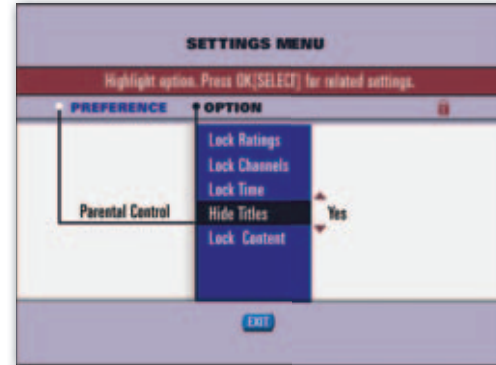 SETTINGS MENU
Highlight option. Press OK[SELECT] for related settings.
PREFERENCE OPTION
Lock Ratings
Lock Channels
Lock Time
Parental Control Hide Titles Yes
Lock Content
EXIT